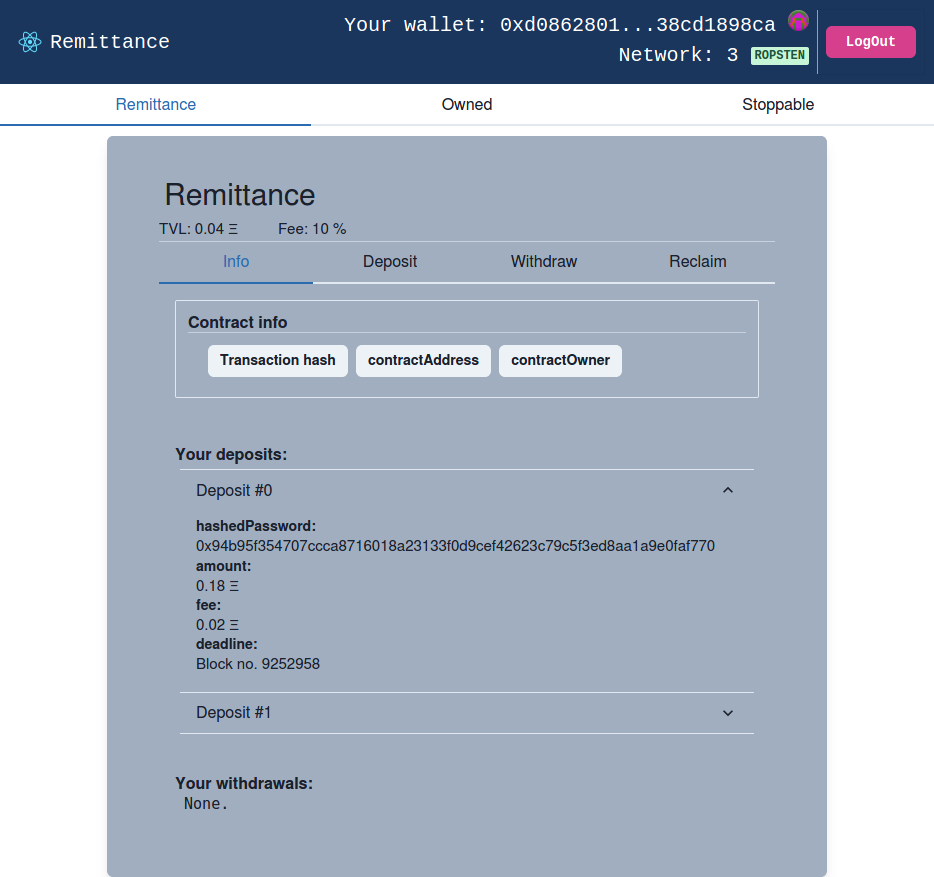 Remittance
Your wallet: 0xd0862801...38cd1898ca
Network: 3 ROPSTEN
LogOut
Remittance Owned Stoppable
Remittance
TVL: 0.04 Ξ Fee: 10 %
Info Deposit Withdraw Reclaim
Contract info
Transaction hash contractAddress contractOwner
Your deposits:
Deposit #0
hashedPassword:
0x94b95f354707ccca8716018a23133f0d9cef42623c79c5f3ed8aa1a9e0faf770
amount:
0.18 Ξ
fee:
0.02 Ξ
deadline:
Block no. 9252958
Deposit #1
Your withdrawals:
None.